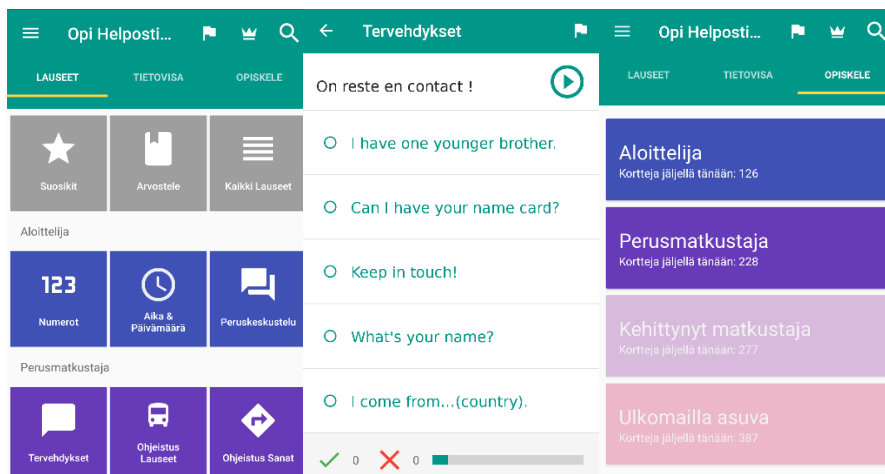 Opi Helposti...
LAUSEET TIETOVISA OPISKELE
Suosikit Arvostele Kaikki Lauseet
Aloittelija
123
Numerot Aika & Päivämäärä Peruskeskustelu
Perusmatkustaja
Tervehdykset Ohjeistus Lauseet Ohjeistus Sanat
Tervehdykset
On reste en contact !
I have one younger brother.
Can I have your name card?
Keep in touch!
What's your name?
I come from...(country).
0 0
Opi Helposti...
LAUSEET TIETOVISA OPISKELE
Aloittelija
Kortteja jäljellä tänään: 126
Perusmatkustaja
Kortteja jäljellä tänään: 228
Kehittynyt matkustaja
Kortteja jäljellä tänään: 277
Ulkomailla asuva
Kortteja jäljellä tänään: 387